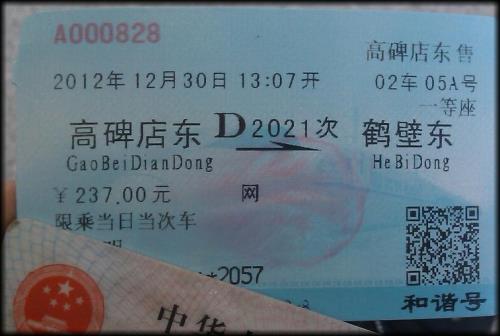 A000828
高碑店东 售
2012年 12月30日 13:07开
02车 05A号
一等座
高碑店东 D2021次 鹤壁东
GaoBeiDianDong HeBiDong
¥ 237.00元 网
限乘当日当次车
*2057
和谐号
中华